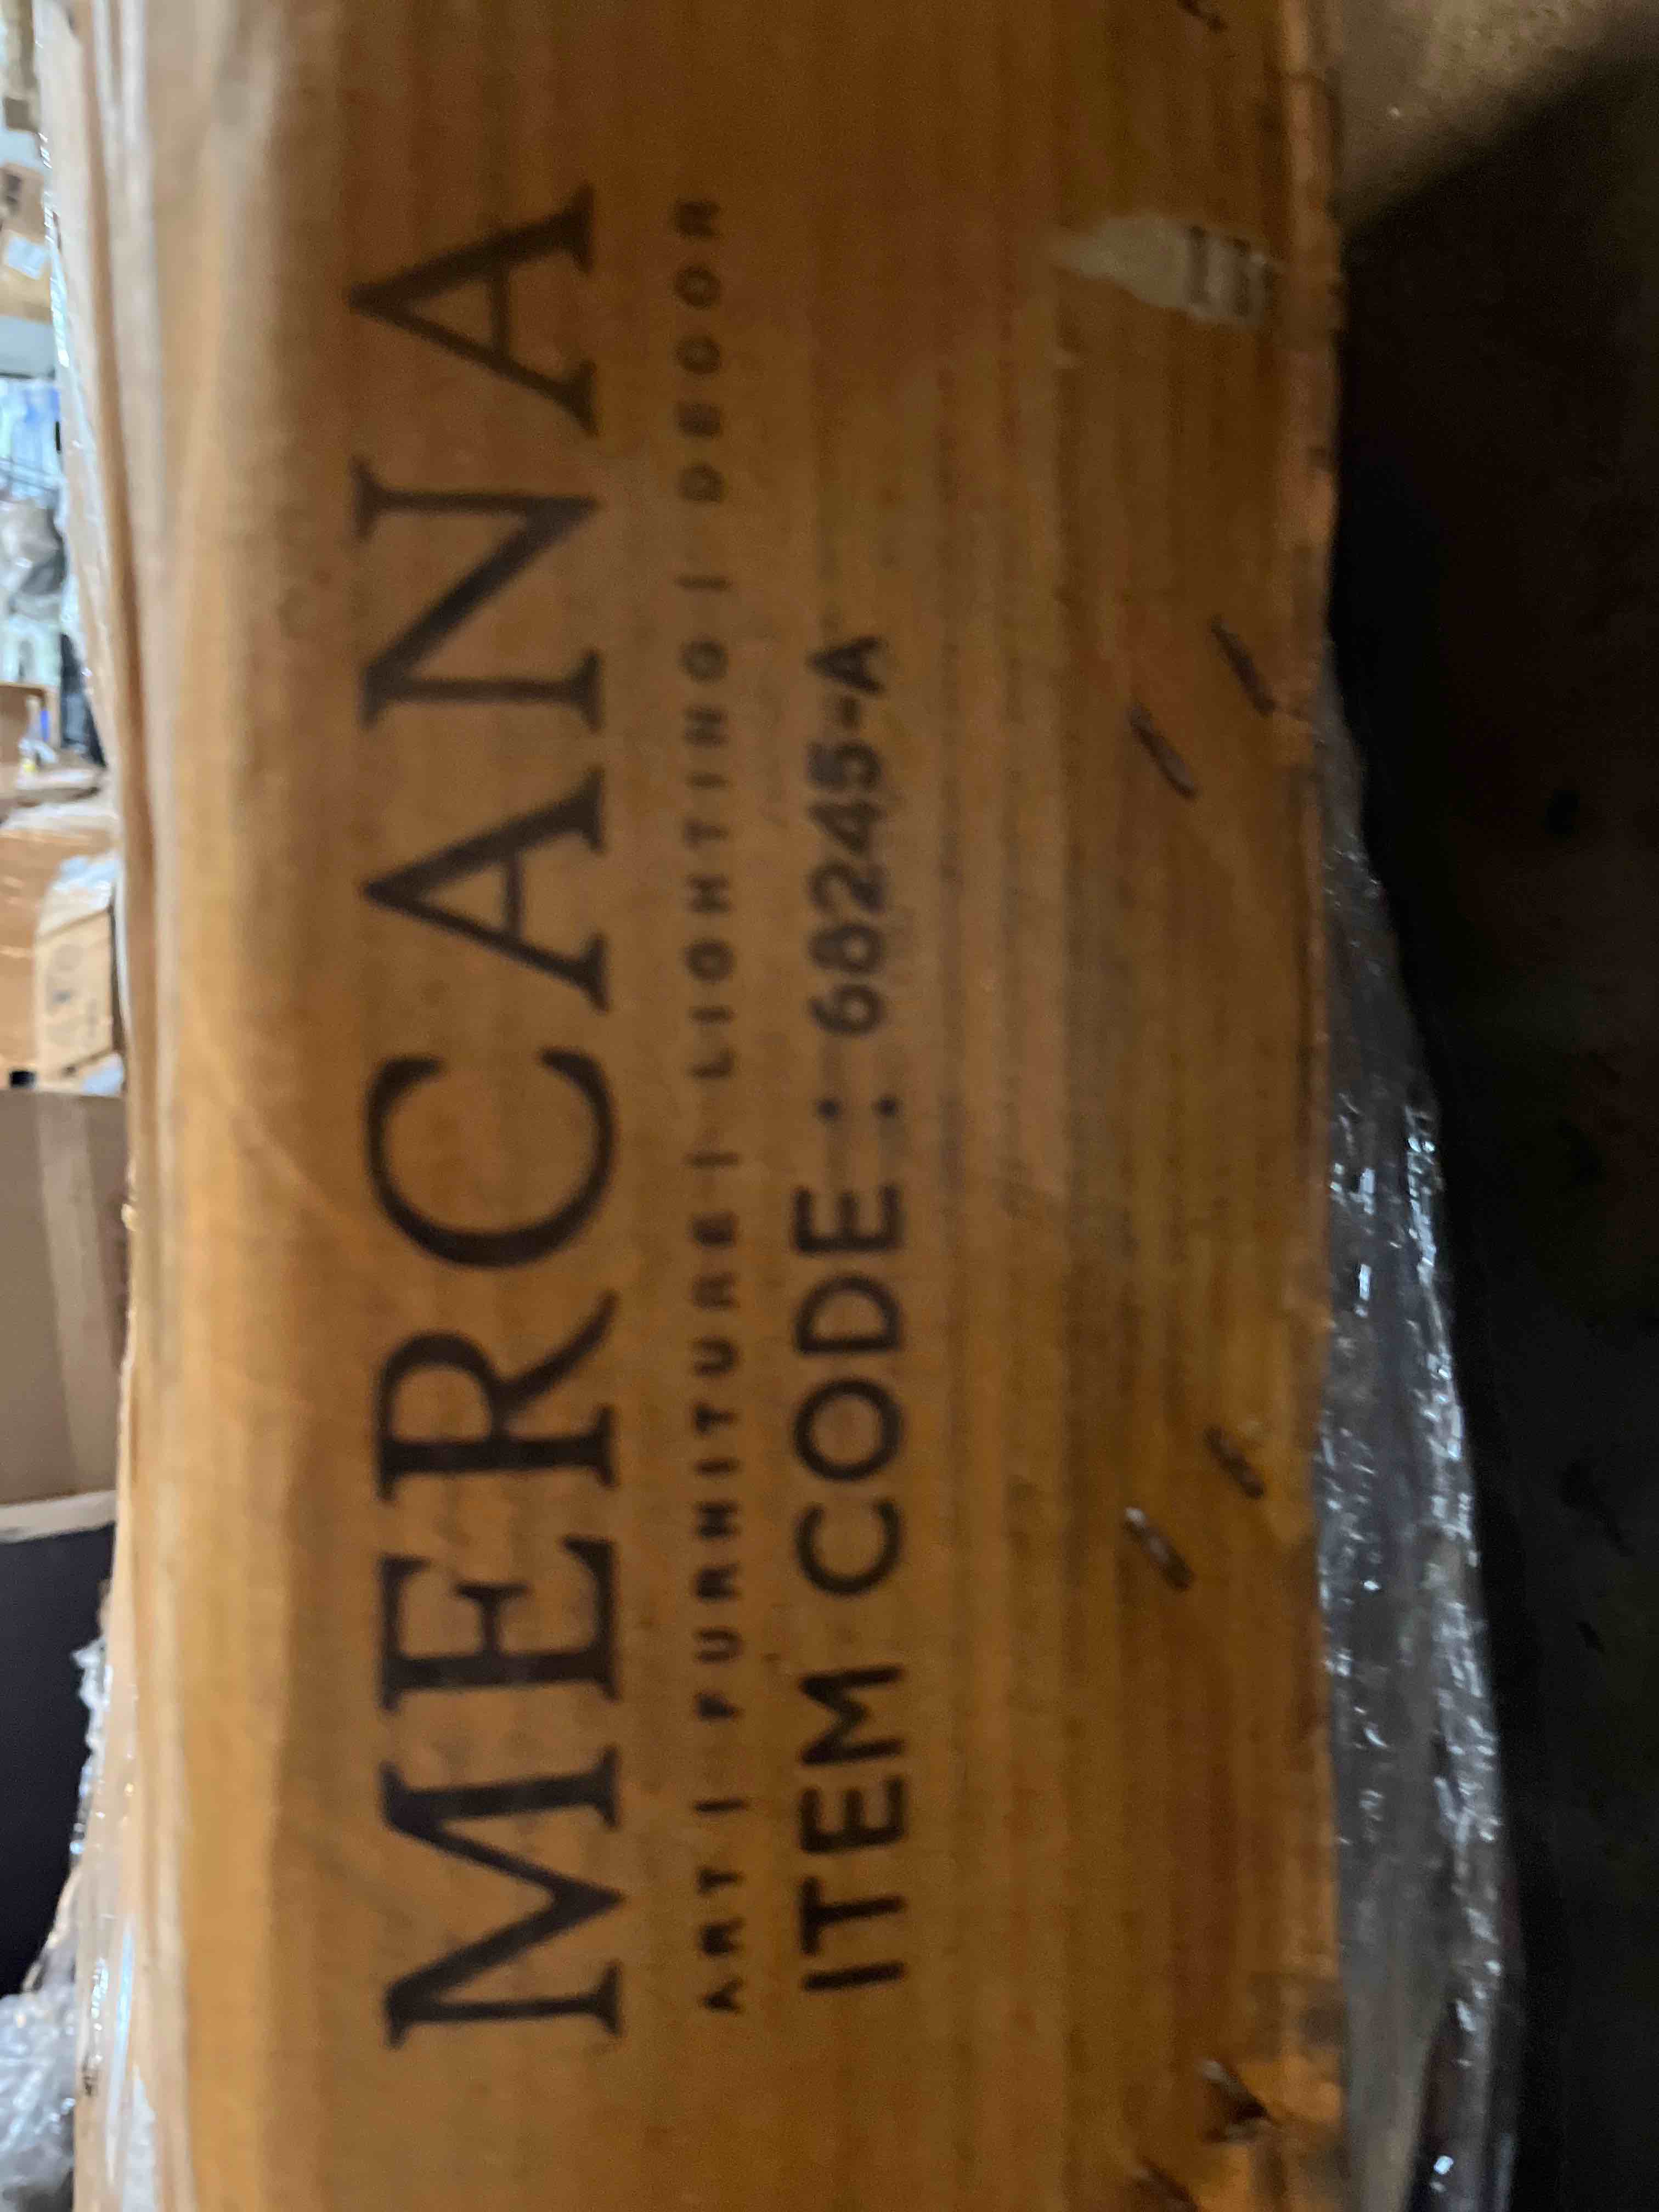 MERCANA
ART | FURNITURE | LIGHTING | DECOR
ITEM CODE : 68245-A